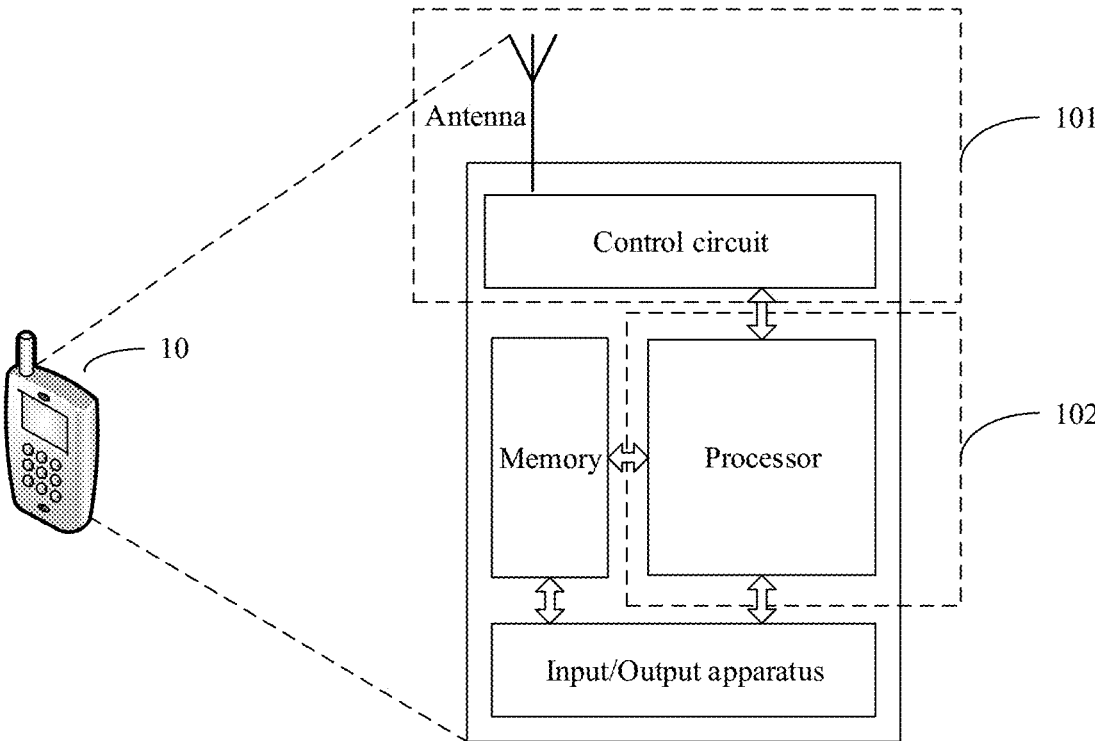 Antenna
101
Control circuit
10
102
Memory
Processor
Input/Output apparatus